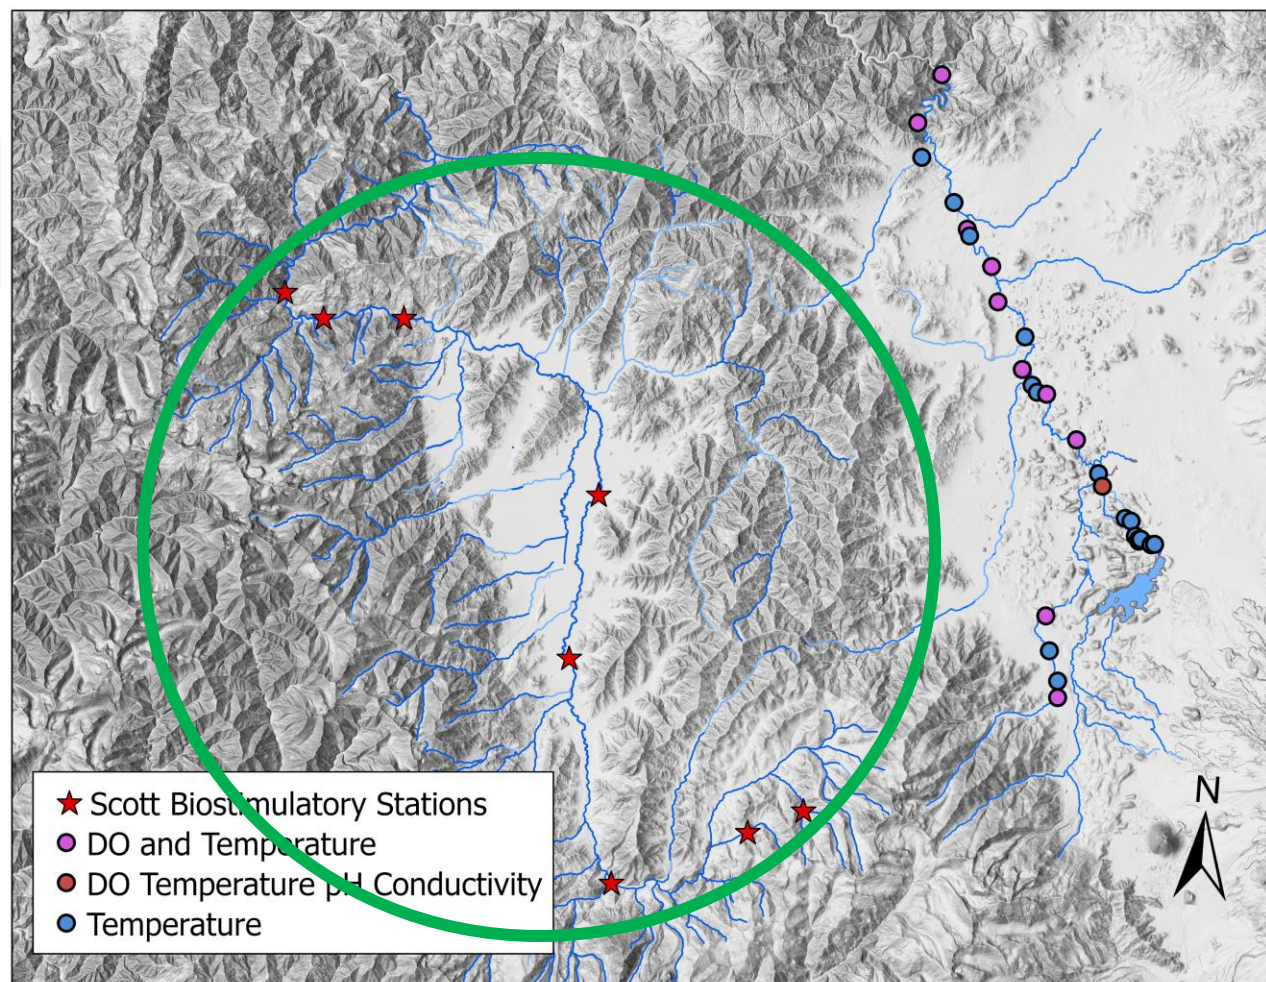 Scott Biostimulatory Stations
DO and Temperature
DO Temperature pH Conductivity
Temperature
N